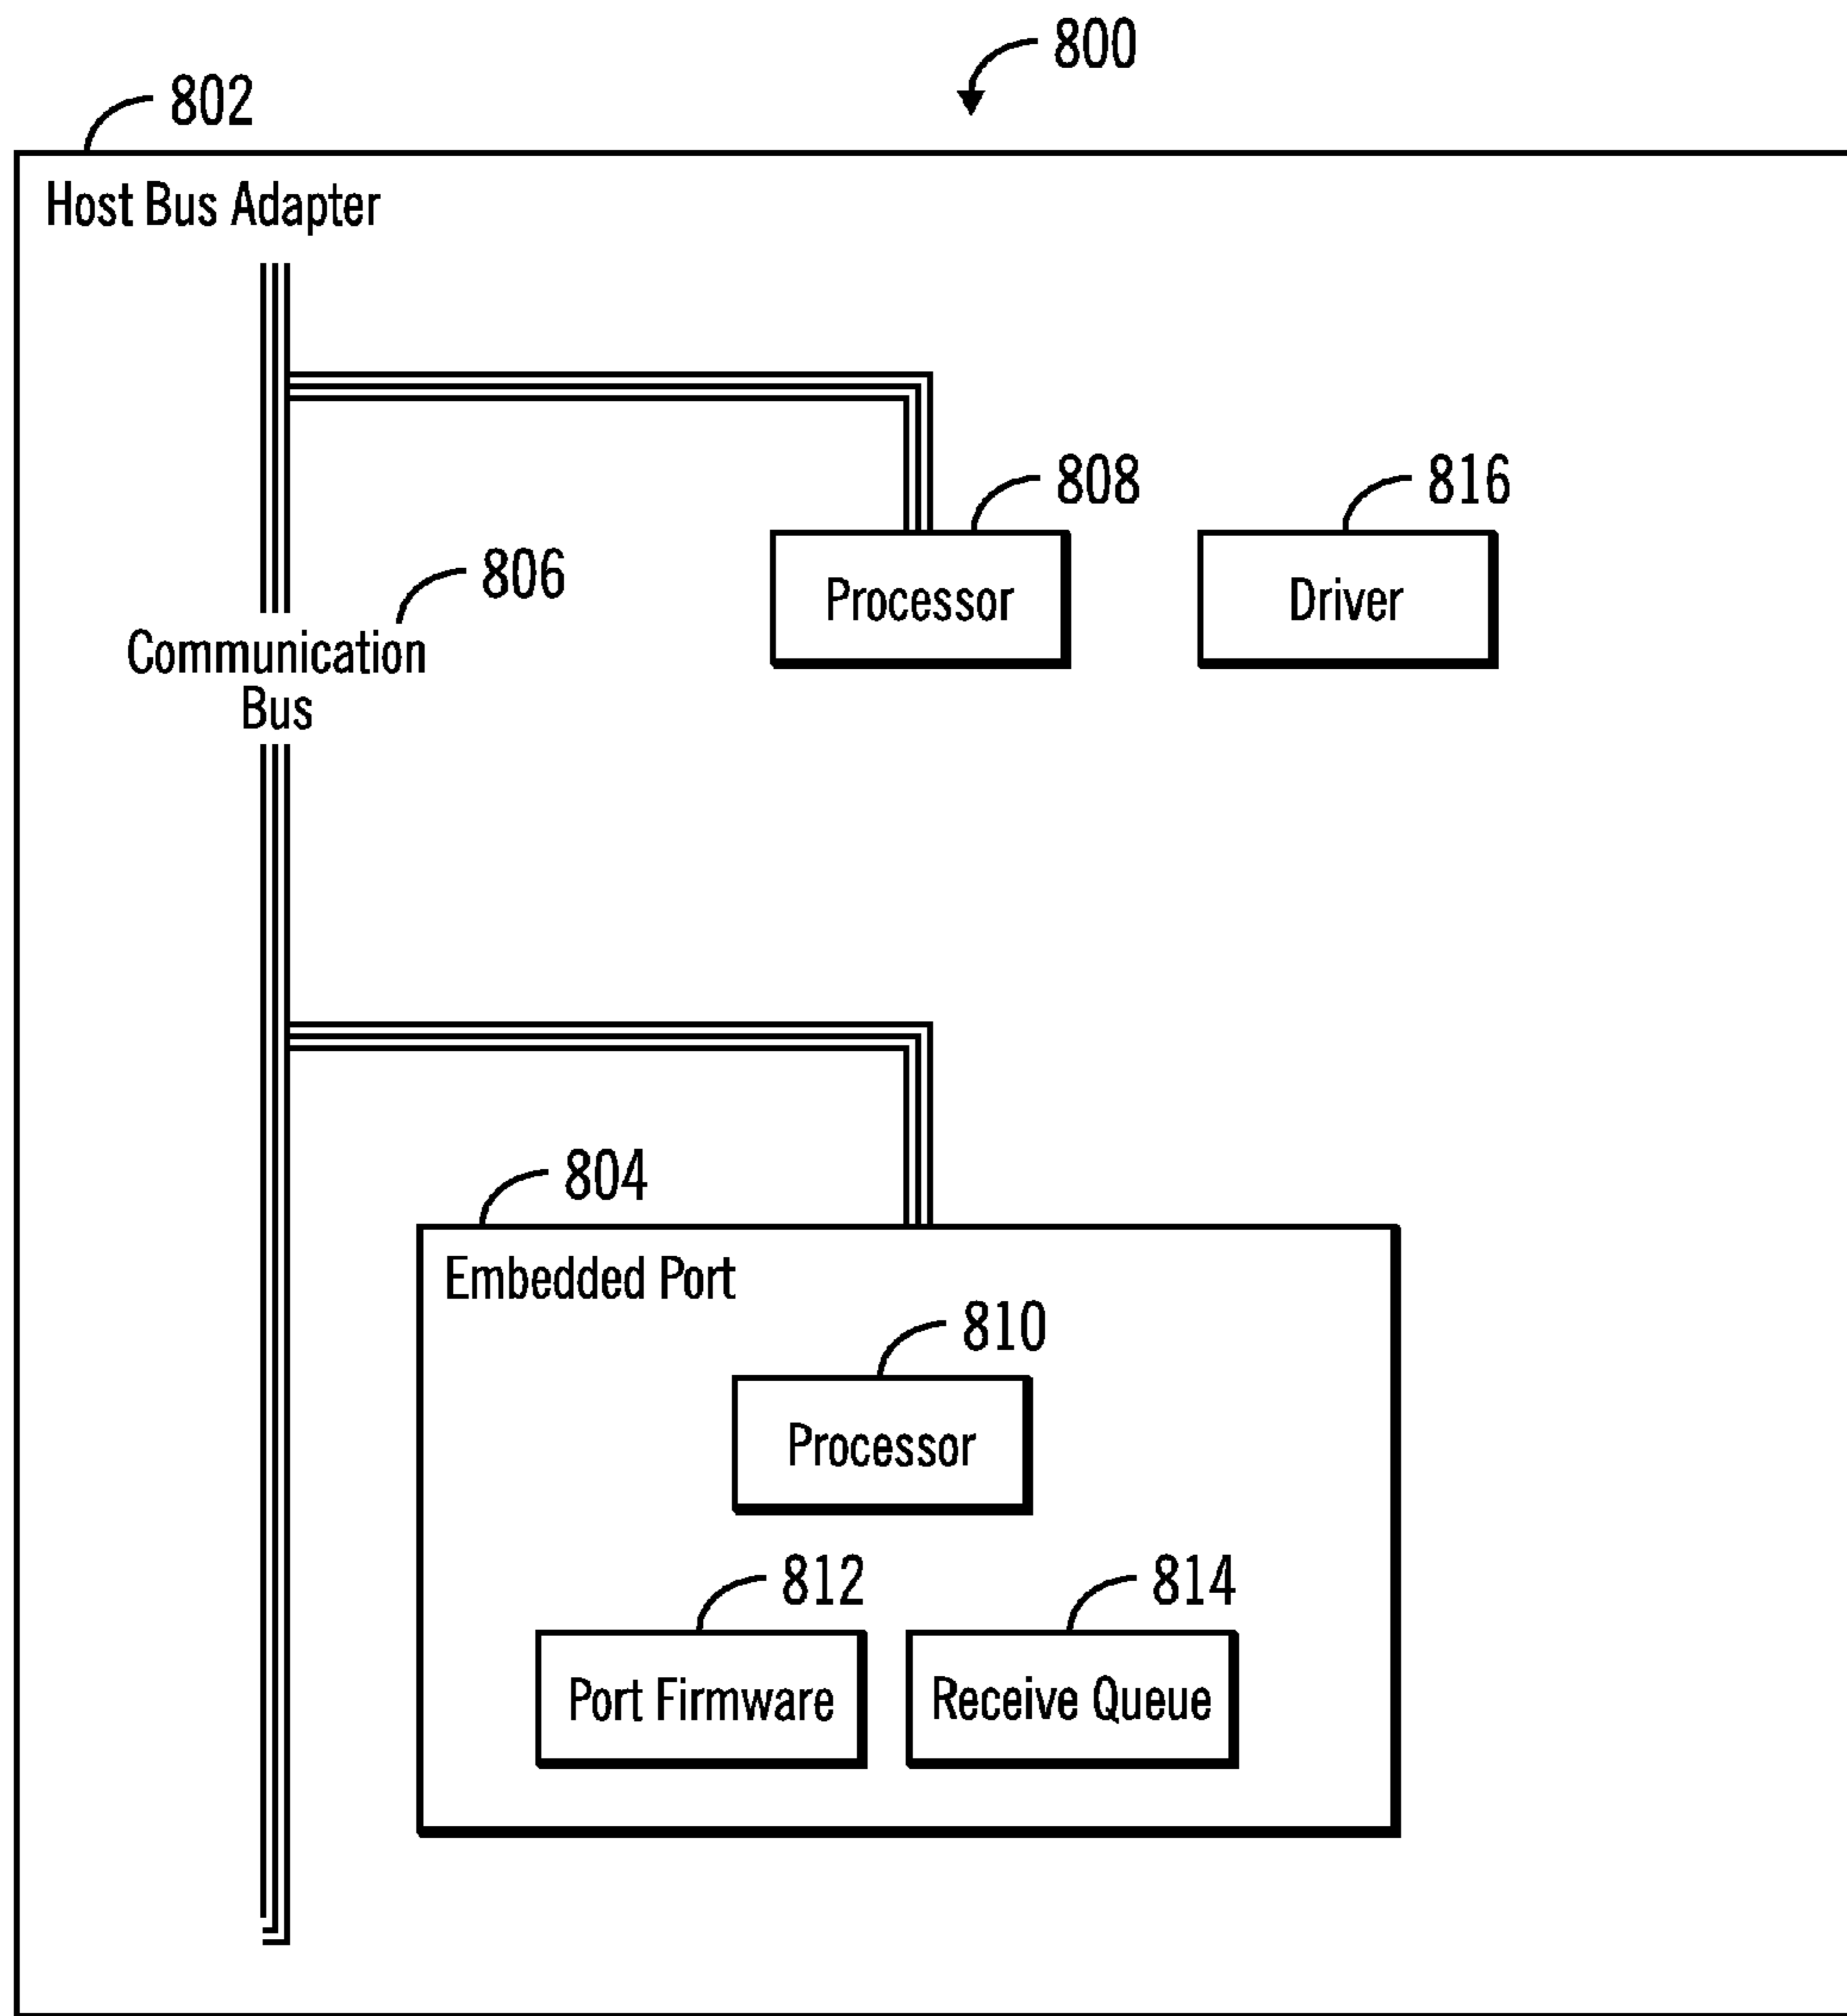 800
802
Host Bus Adapter
808
816
806
Processor
Driver
Communication
Bus
804
Embedded Port
810
Processor
812
814
Port Firmware
Receive Queue